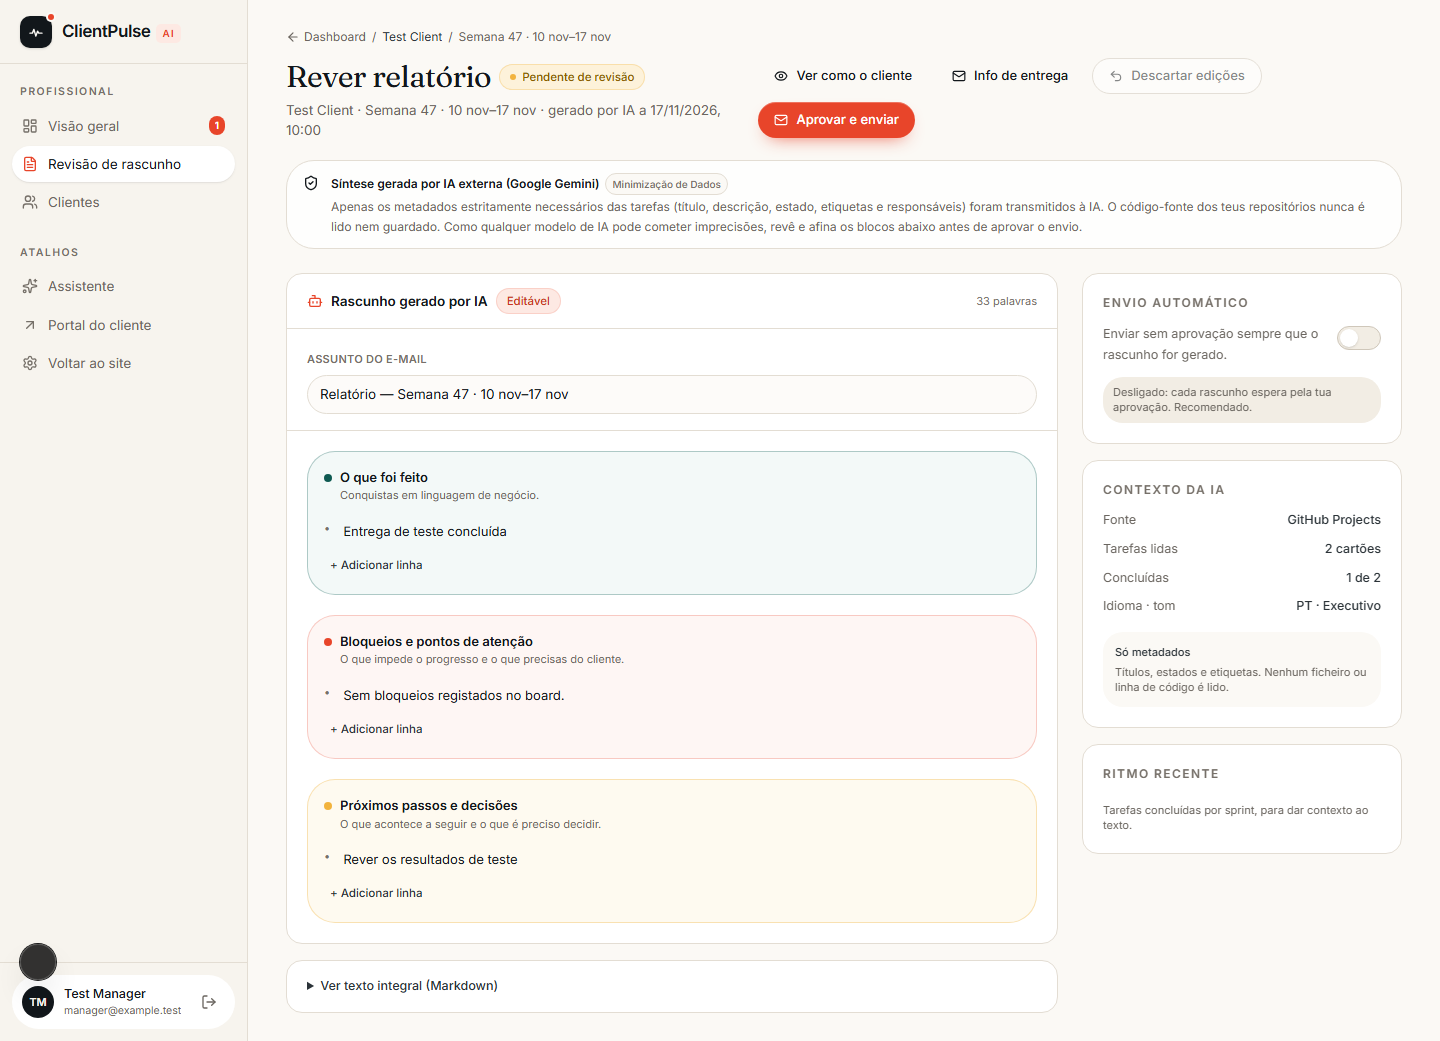 ClientPulse AI
PROFISSIONAL
Visão geral 1
Revisão de rascunho
Clientes
ATALHOS
Assistente
Portal do cliente
Voltar ao site
TM
Test Manager
manager@example.test
← Dashboard / Test Client / Semana 47 · 10 nov–17 nov
Rever relatório
Pendente de revisão
Test Client · Semana 47 · 10 nov–17 nov · gerado por IA a 17/11/2026,
10:00
Ver como o cliente
Info de entrega
Descartar edições
Aprovar e enviar
Síntese gerada por IA externa (Google Gemini) Minimização de Dados
Apenas os metadados estritamente necessários das tarefas (título, descrição, estado, etiquetas e responsáveis) foram transmitidos à IA. O código-fonte dos teus repositórios nunca é
lido nem guardado. Como qualquer modelo de IA pode cometer imprecisões, revê e afina os blocos abaixo antes de aprovar o envio.
Rascunho gerado por IA Editável 33 palavras
ASSUNTO DO E-MAIL
Relatório — Semana 47 · 10 nov–17 nov
O que foi feito
Conquistas em linguagem de negócio.
* Entrega de teste concluída
+ Adicionar linha
Bloqueios e pontos de atenção
O que impede o progresso e o que precisas do cliente.
* Sem bloqueios registados no board.
+ Adicionar linha
Próximos passos e decisões
O que acontece a seguir e o que é preciso decidir.
* Rever os resultados de teste
+ Adicionar linha
Ver texto integral (Markdown)
ENVIO AUTOMÁTICO
Enviar sem aprovação sempre que o
rascunho for gerado.
Desligado: cada rascunho espera pela tua
aprovação. Recomendado.
CONTEXTO DA IA
Fonte GitHub Projects
Tarefas lidas 2 cartões
Concluídas 1 de 2
Idioma · tom PT · Executivo
Só metadados
Títulos, estados e etiquetas. Nenhum ficheiro ou
linha de código é lido.
RITMO RECENTE
Tarefas concluídas por sprint, para dar contexto ao
texto.